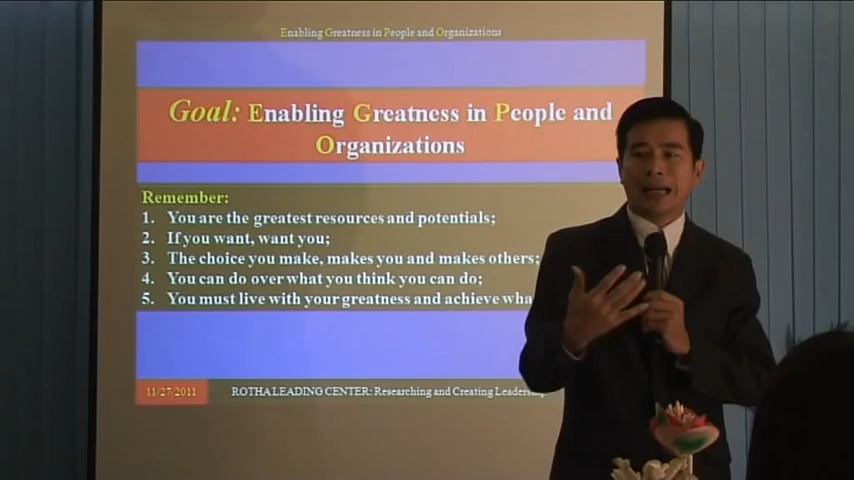 Enabling Greatness in People and Organizations
Goal: Enabling Greatness in People and
Organizations
Remember:
1. You are the greatest resources and potentials;
2. If you want, want you;
3. The choice you make, makes you and makes others;
4. You can do over what you think you can do;
5. You must live with your greatness and achieve
11/27/2011
ROTHA LEADING CENTER: Researching and Creating